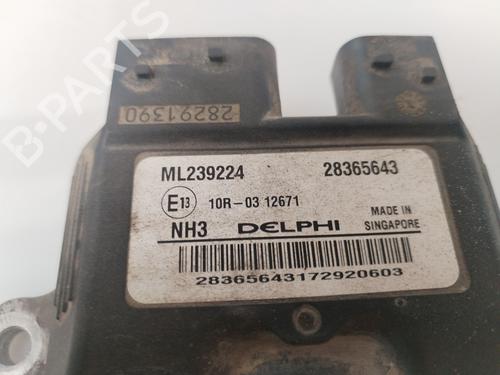 B-PARTS
28291390
ML239224 28365643
E13 10R-03 12671
NH3 DELPHI MADE IN SINGAPORE
28365643172920603